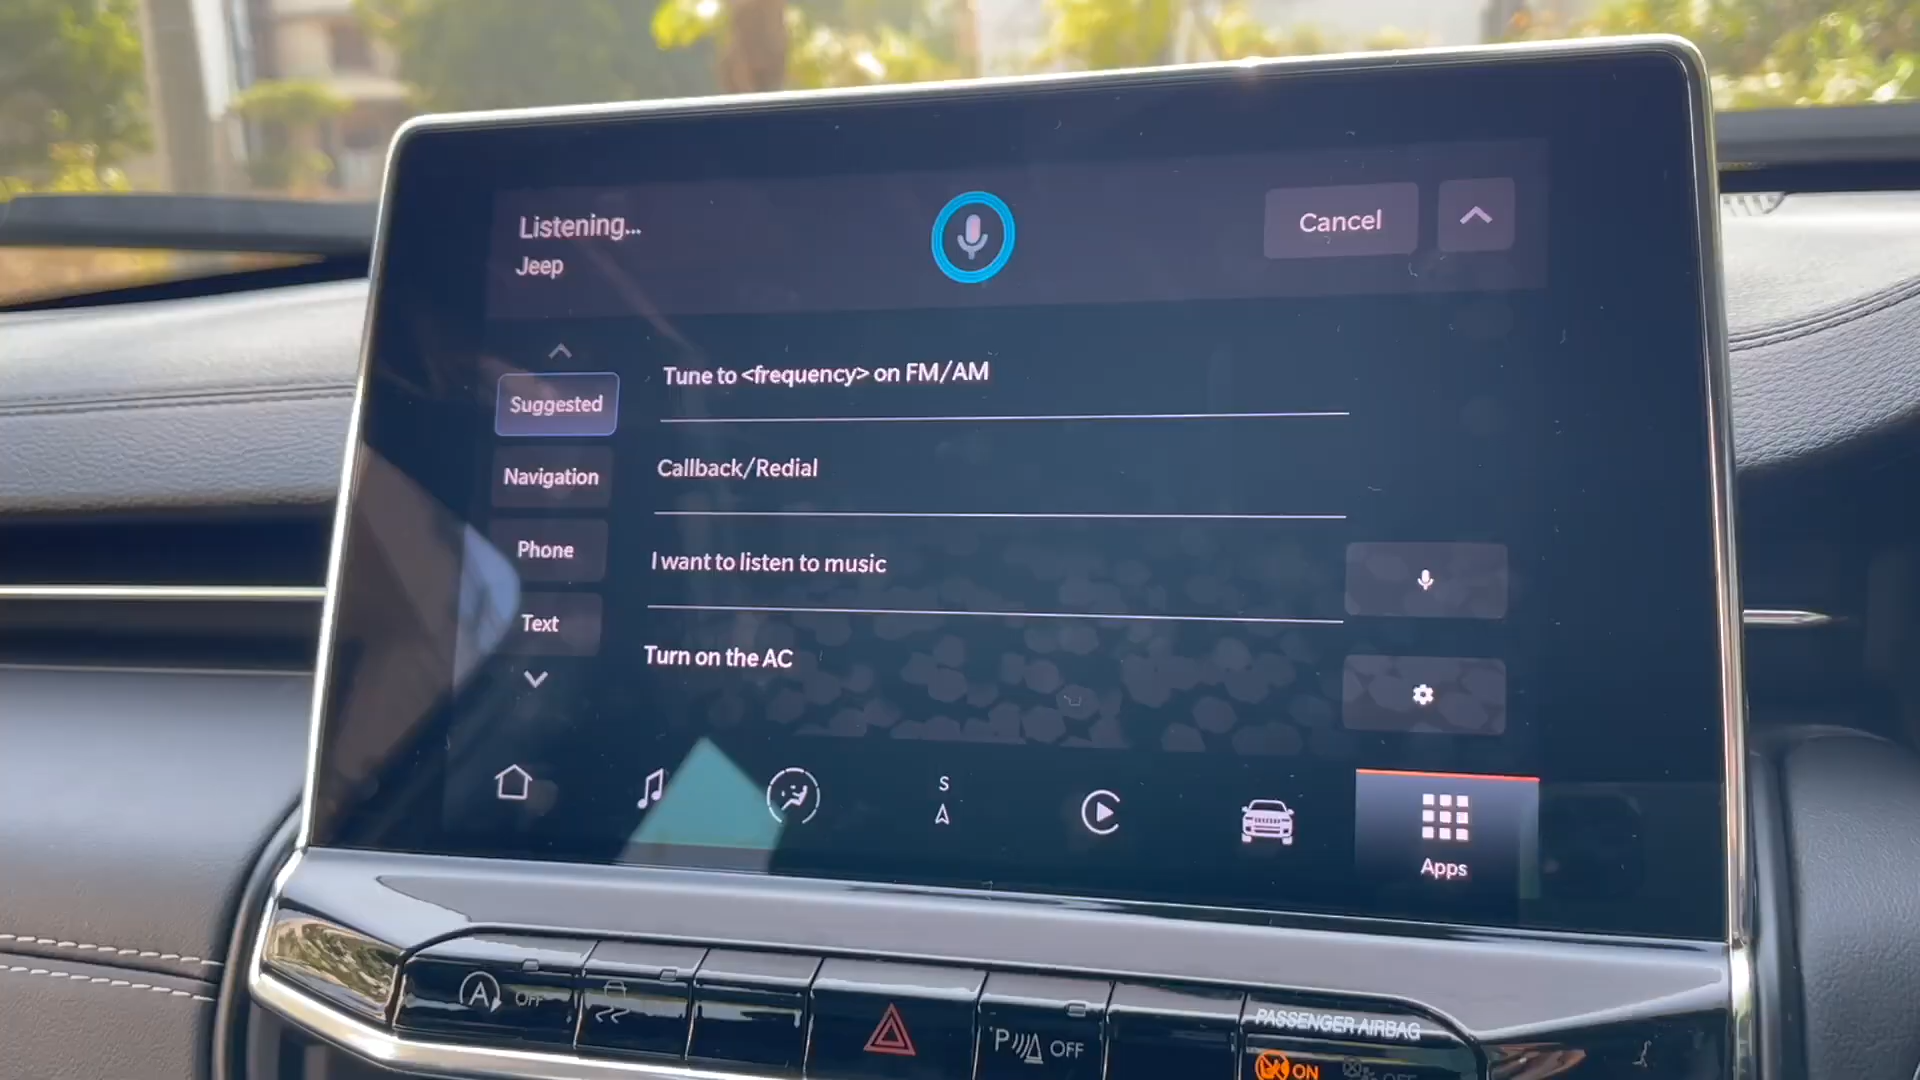 Listening...
Jeep
Cancel
Suggested
Navigation
Phone
Text
Tune to <frequency> on FM/AM
Callback/Redial
I want to listen to music
Turn on the AC
S
Apps
A OFF
P OFF
PASSENGER AIRBAG
ON
OFF